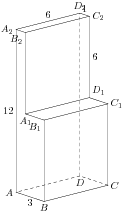 D₂
A₂ 6 C₂
B₂
6
D₁
12 A₁ C₁
B₁
A D C
3 B